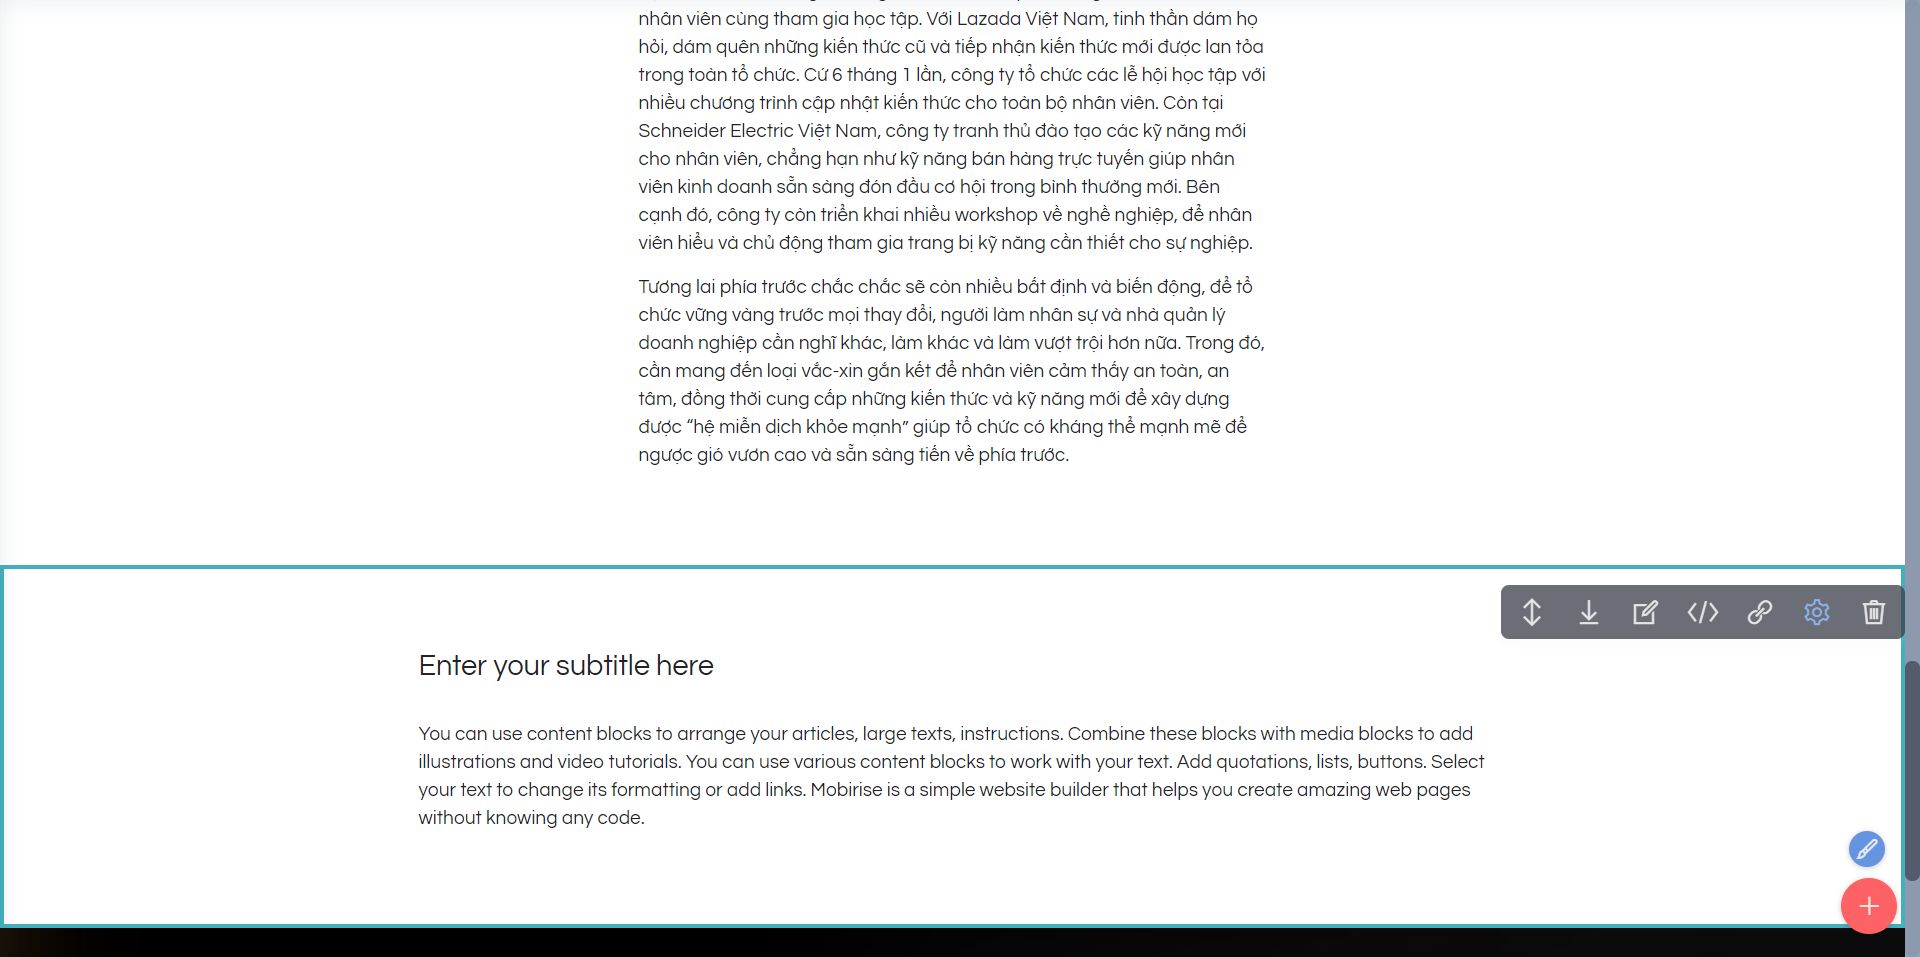 nhân viên cùng tham gia học tập. Với Lazada Việt Nam, tinh thần dám họ
hỏi, dám quên những kiến thức cũ và tiếp nhận kiến thức mới được lan tỏa
trong toàn tổ chức. Cứ 6 tháng 1 lần, công ty tổ chức các lễ hội học tập với
nhiều chương trình cập nhật kiến thức cho toàn bộ nhân viên. Còn tại
Schneider Electric Việt Nam, công ty tranh thủ đào tạo các kỹ năng mới
cho nhân viên, chẳng hạn như kỹ năng bán hàng trực tuyến giúp nhân
viên kinh doanh sẵn sàng đón đầu cơ hội trong bình thường mới. Bên
cạnh đó, công ty còn triển khai nhiều workshop về nghề nghiệp, để nhân
viên hiểu và chủ động tham gia trang bị kỹ năng cần thiết cho sự nghiệp.
Tương lai phía trước chắc chắc sẽ còn nhiều bất định và biến động, để tổ
chức vững vàng trước mọi thay đổi, người làm nhân sự và nhà quản lý
doanh nghiệp cần nghĩ khác, làm khác và làm vượt trội hơn nữa. Trong đó,
cần mang đến loại vắc-xin gắn kết để nhân viên cảm thấy an toàn, an
tâm, đồng thời cung cấp những kiến thức và kỹ năng mới để xây dựng
được “hệ miễn dịch khỏe mạnh” giúp tổ chức có kháng thể mạnh mẽ để
ngược gió vươn cao và sẵn sàng tiến về phía trước.
Enter your subtitle here
You can use content blocks to arrange your articles, large texts, instructions. Combine these blocks with media blocks to add
illustrations and video tutorials. You can use various content blocks to work with your text. Add quotations, lists, buttons. Select
your text to change its formatting or add links. Mobirise is a simple website builder that helps you create amazing web pages
without knowing any code.